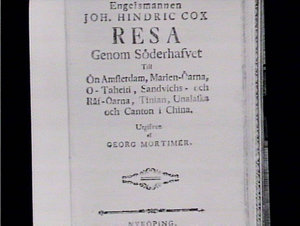 Engelsmannen
JOH. HINDRIC COX
RESA
Genom Söderhafvet
Till
Ön Amsterdam, Marien-Öarna,
O-Taheiti, Sandvichs- och
Räf-Öarna, Tinian, Unalaska
och Canton i China.
Utgifven
af
GEORG MORTIMER.
NYKÖPING,